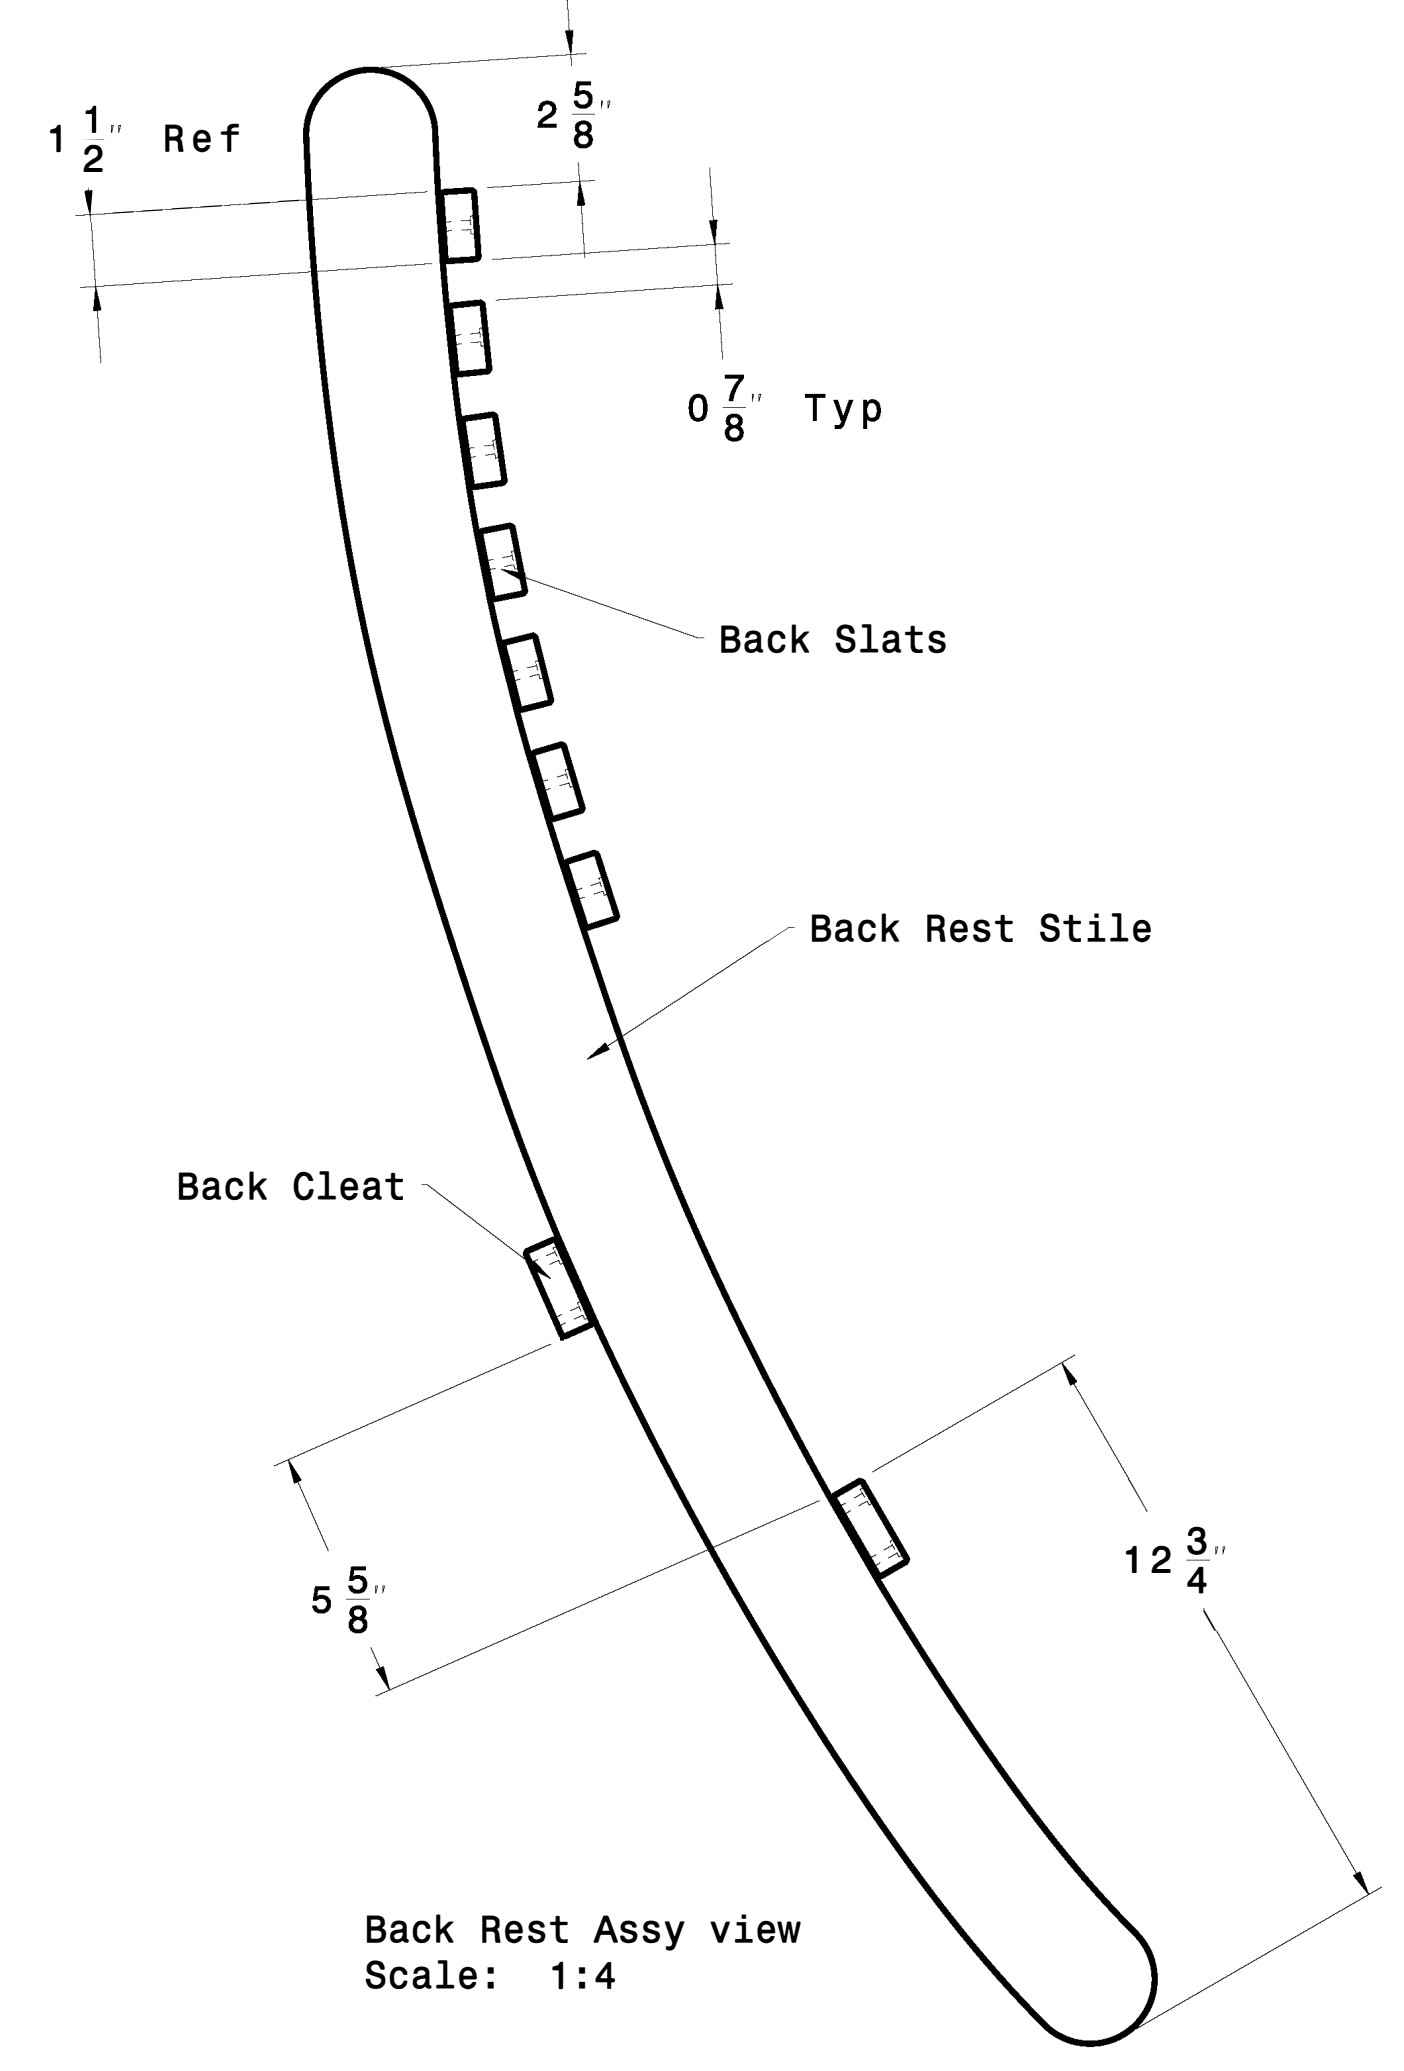 2 5/8"
1 1/2" Ref
0 7/8" Typ
Back Slats
Back Rest Stile
Back Cleat
12 3/4"
5 5/8"
Back Rest Assy view
Scale: 1:4